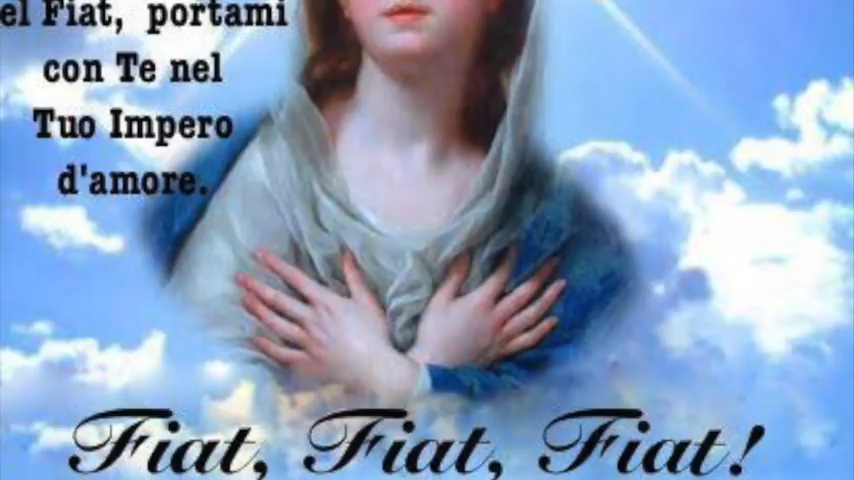 el Fiat, portami
con Te nel
Tuo Impero
d'amore.
Fiat, Fiat, Fiat!